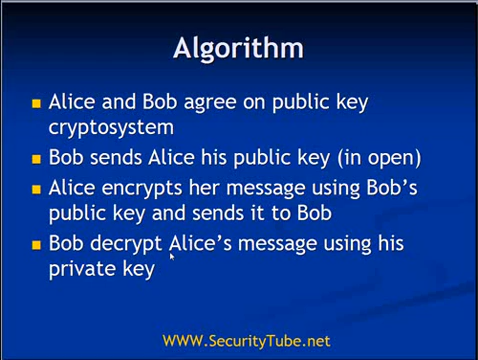 Algorithm
Alice and Bob agree on public key
cryptosystem
Bob sends Alice his public key (in open)
Alice encrypts her message using Bob's
public key and sends it to Bob
Bob decrypt Alice's message using his
private key
WWW.SecurityTube.net